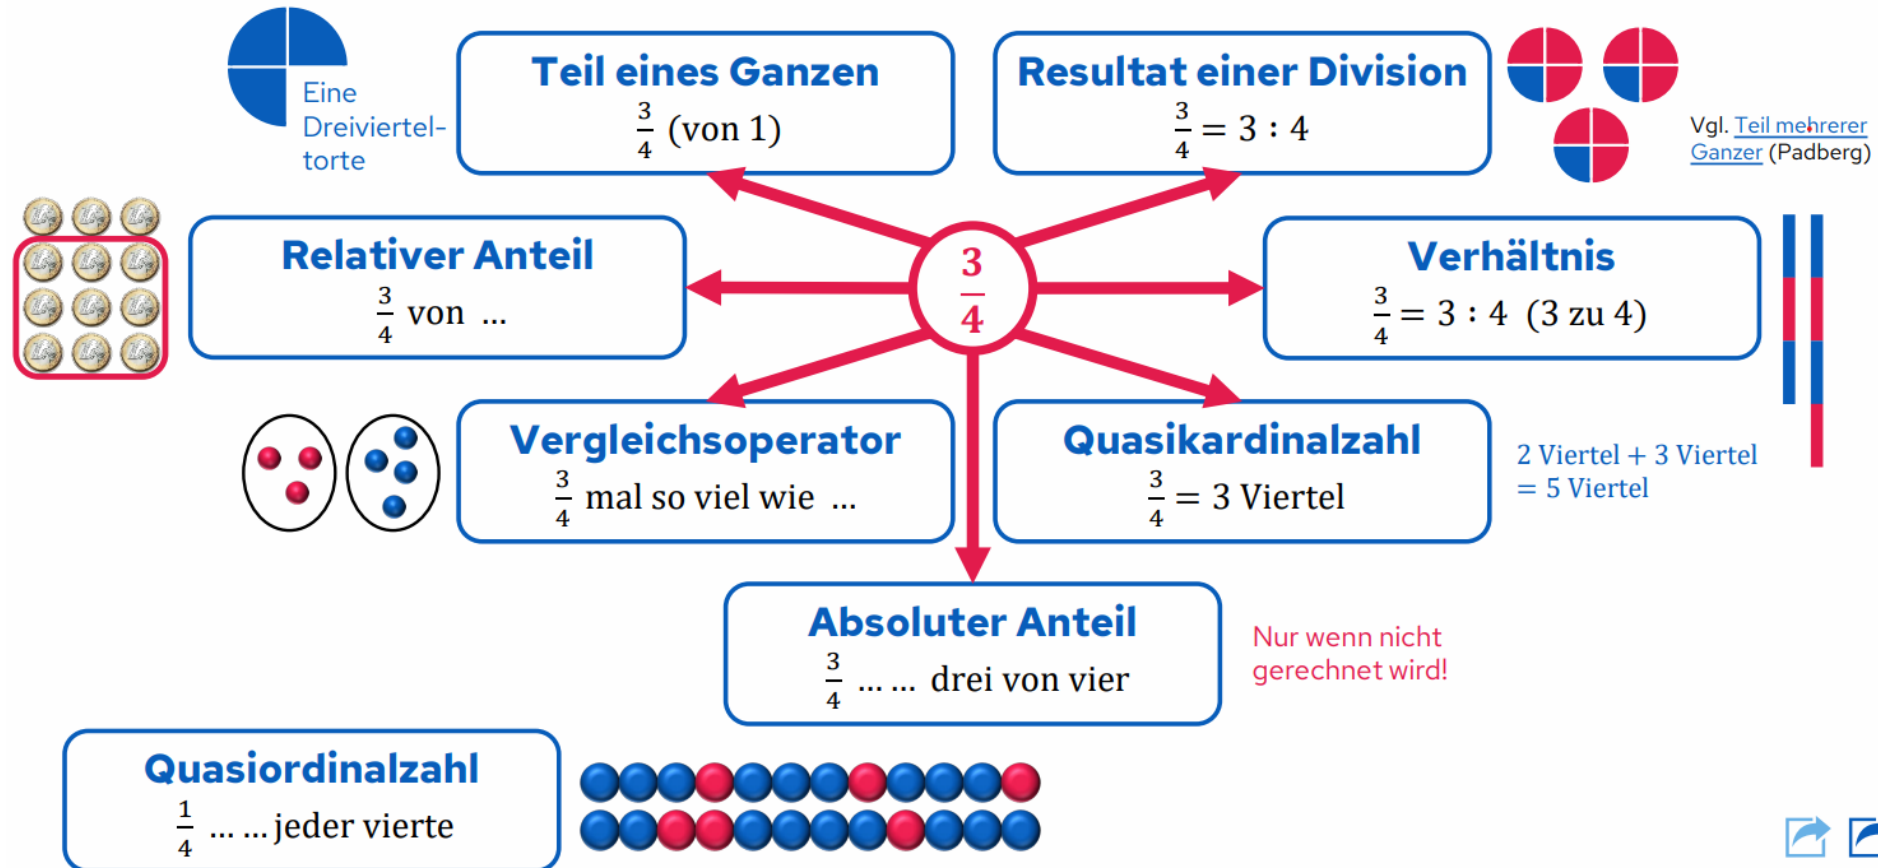 Eine
Dreiviertel-
torte
Teil eines Ganzen
3/4 (von 1)
Resultat einer Division
3/4 = 3 : 4
Vgl. Teil mehrerer
Ganzer (Padberg)
Relativer Anteil
3/4 von ...
3/4
Verhältnis
3/4 = 3 : 4 (3 zu 4)
Vergleichsoperator
3/4 mal so viel wie ...
Quasikardinalzahl
3/4 = 3 Viertel
2 Viertel + 3 Viertel
= 5 Viertel
Absoluter Anteil
3/4 ... ... drei von vier
Nur wenn nicht
gerechnet wird!
Quasiordinalzahl
1/4 ... ... jeder vierte